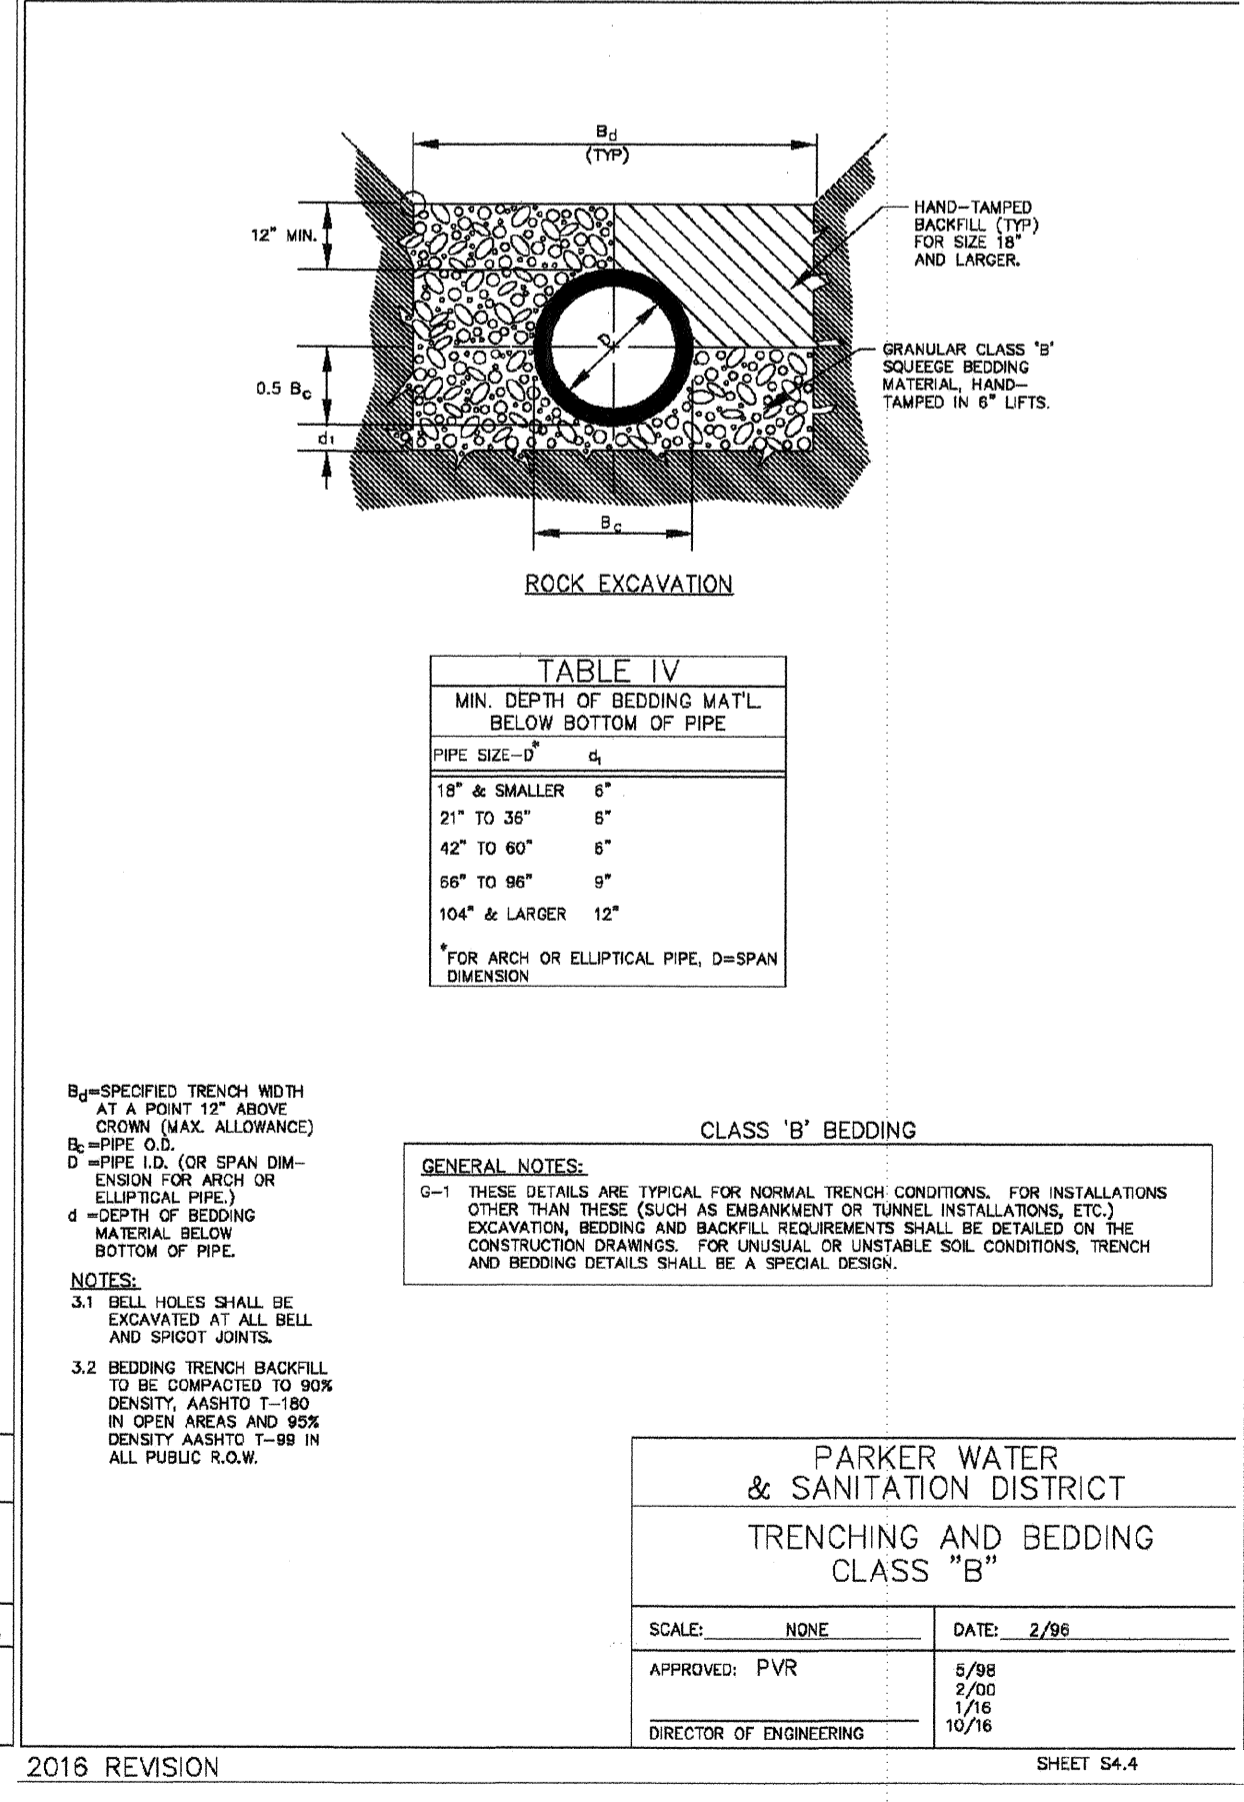 Bd
(TYP)
12" MIN.
HAND-TAMPED
BACKFILL (TYP)
FOR SIZE 18"
AND LARGER.
D
0.5 Bc
GRANULAR CLASS 'B'
SQUEEGE BEDDING
MATERIAL, HAND-
TAMPED IN 6" LIFTS.
d1
Bc
ROCK EXCAVATION
TABLE IV
MIN. DEPTH OF BEDDING MAT'L.
BELOW BOTTOM OF PIPE
PIPE SIZE-D* d1
18" & SMALLER 6"
21" TO 36" 6"
42" TO 60" 6"
66" TO 96" 9"
104" & LARGER 12"
*FOR ARCH OR ELLIPTICAL PIPE, D=SPAN
DIMENSION
Bd=SPECIFIED TRENCH WIDTH
AT A POINT 12" ABOVE
CROWN (MAX. ALLOWANCE)
Bc=PIPE O.D.
D =PIPE I.D. (OR SPAN DIM-
ENSION FOR ARCH OR
ELLIPTICAL PIPE.)
d =DEPTH OF BEDDING
MATERIAL BELOW
BOTTOM OF PIPE.
NOTES:
3.1 BELL HOLES SHALL BE
EXCAVATED AT ALL BELL
AND SPIGOT JOINTS.
3.2 BEDDING TRENCH BACKFILL
TO BE COMPACTED TO 90%
DENSITY, AASHTO T-180
IN OPEN AREAS AND 95%
DENSITY AASHTO T-99 IN
ALL PUBLIC R.O.W.
CLASS 'B' BEDDING
GENERAL NOTES:
G-1 THESE DETAILS ARE TYPICAL FOR NORMAL TRENCH CONDITIONS. FOR INSTALLATIONS
OTHER THAN THESE (SUCH AS EMBANKMENT OR TUNNEL INSTALLATIONS, ETC.)
EXCAVATION, BEDDING AND BACKFILL REQUIREMENTS SHALL BE DETAILED ON THE
CONSTRUCTION DRAWINGS. FOR UNUSUAL OR UNSTABLE SOIL CONDITIONS, TRENCH
AND BEDDING DETAILS SHALL BE A SPECIAL DESIGN.
PARKER WATER
& SANITATION DISTRICT
TRENCHING AND BEDDING
CLASS "B"
SCALE: NONE
DATE: 2/96
APPROVED: PVR
5/98
2/00
1/16
10/16
DIRECTOR OF ENGINEERING
2016 REVISION
SHEET S4.4